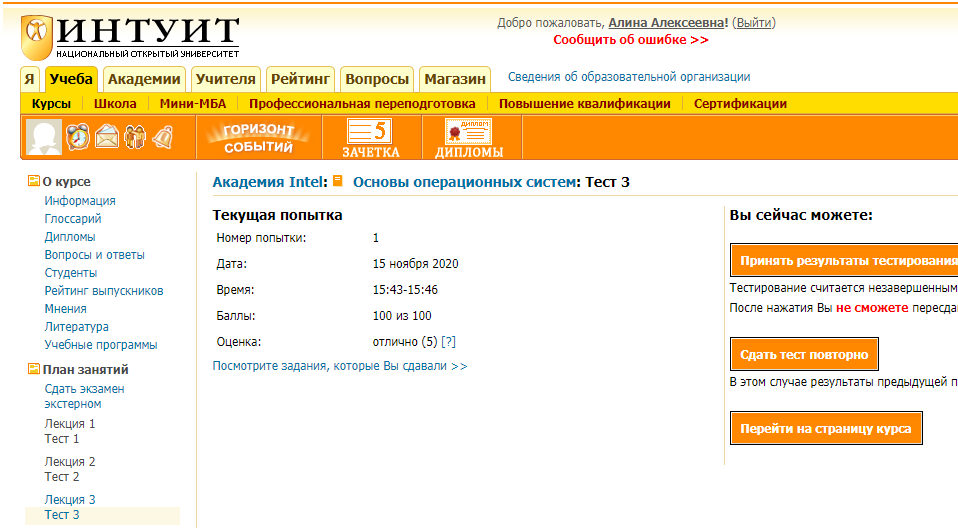 ИНТУИТ
НАЦИОНАЛЬНЫЙ ОТКРЫТЫЙ УНИВЕРСИТЕТ
Добро пожаловать, Алина Алексеевна! (Выйти)
Сообщить об ошибке >>
Я Учеба Академии Учителя Рейтинг Вопросы Магазин Сведения об образовательной организации
Курсы Школа Мини-МБА Профессиональная переподготовка Повышение квалификации Сертификации
ГОРИЗОНТ
СОБЫТИЙ
5
ЗАЧЕТКА
ДИПЛОМ
ДИПЛОМЫ
О курсе
Информация
Глоссарий
Дипломы
Вопросы и ответы
Студенты
Рейтинг выпускников
Мнения
Литература
Учебные программы
План занятий
Сдать экзамен
экстерном
Лекция 1
Тест 1
Лекция 2
Тест 2
Лекция 3
Тест 3
Академия Intel: Основы операционных систем: Тест 3
Текущая попытка
Номер попытки: 1
Дата: 15 ноября 2020
Время: 15:43-15:46
Баллы: 100 из 100
Оценка: отлично (5) [?]
Посмотрите задания, которые Вы сдавали >>
Вы сейчас можете:
Принять результаты тестирования
Тестирование считается незавершенным
После нажатия Вы не сможете пересда
Сдать тест повторно
В этом случае результаты предыдущей п
Перейти на страницу курса